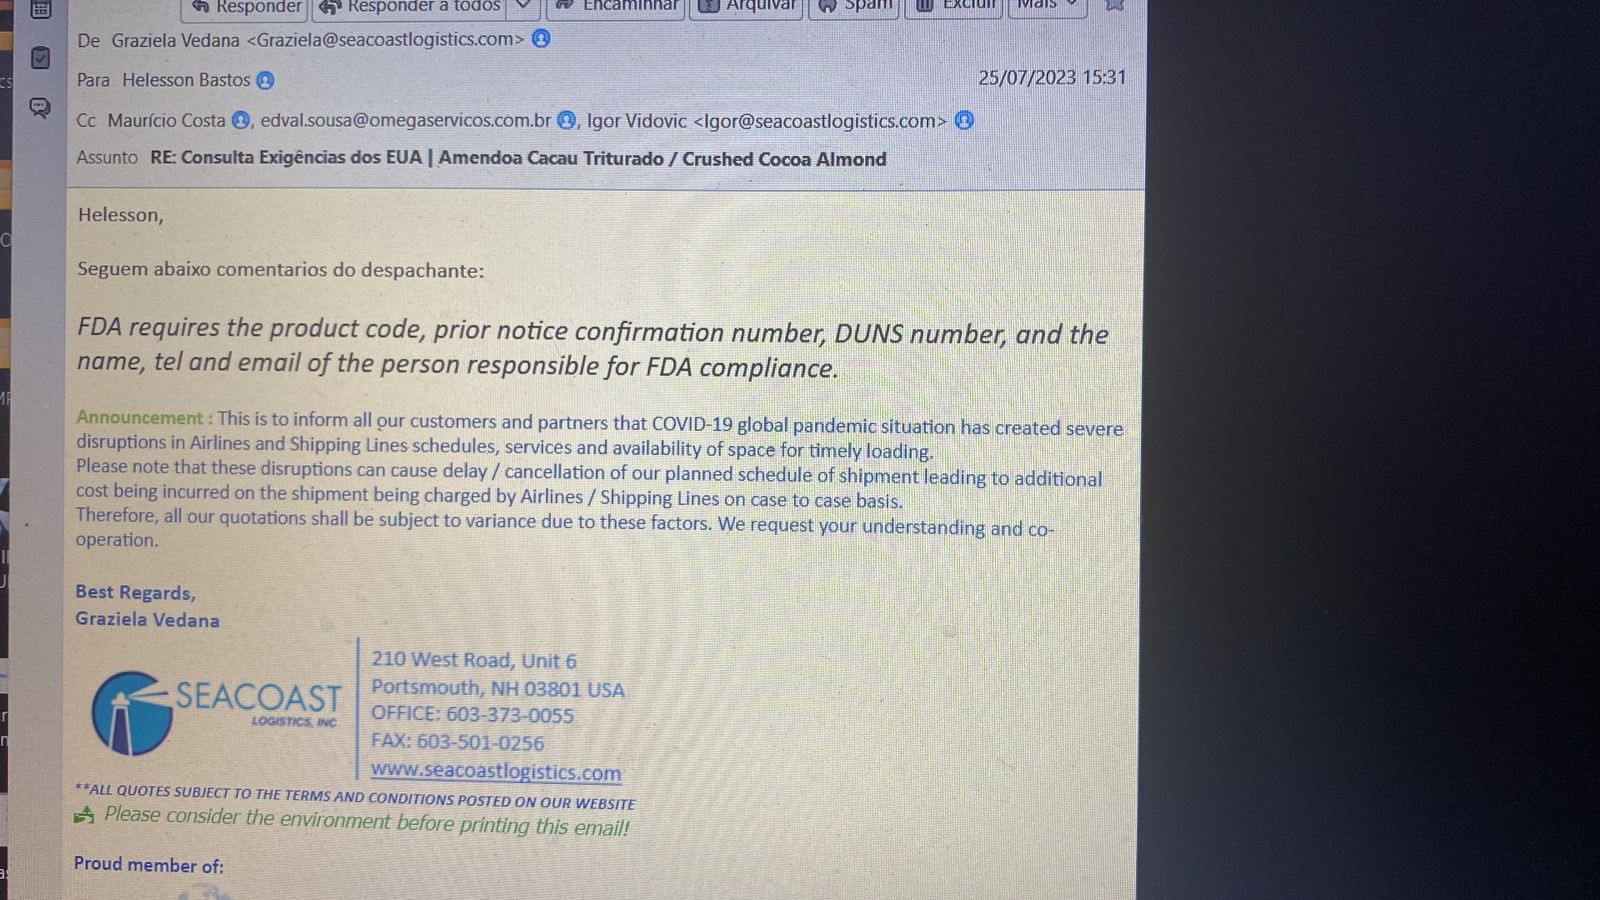 Responder Responder a todos Encaminhar Arquivar Spam Excluir Mais
De Graziela Vedana <Graziela@seacoastlogistics.com>
Para Helesson Bastos 25/07/2023 15:31
Cc Maurício Costa , edval.sousa@omegaservicos.com.br , Igor Vidovic <Igor@seacoastlogistics.com>
Assunto RE: Consulta Exigências dos EUA | Amendoa Cacau Triturado / Crushed Cocoa Almond
Helesson,
Seguem abaixo comentarios do despachante:
FDA requires the product code, prior notice confirmation number, DUNS number, and the
name, tel and email of the person responsible for FDA compliance.
Announcement : This is to inform all our customers and partners that COVID-19 global pandemic situation has created severe
disruptions in Airlines and Shipping Lines schedules, services and availability of space for timely loading.
Please note that these disruptions can cause delay / cancellation of our planned schedule of shipment leading to additional
cost being incurred on the shipment being charged by Airlines / Shipping Lines on case to case basis.
Therefore, all our quotations shall be subject to variance due to these factors. We request your understanding and co-
operation.
Best Regards,
Graziela Vedana
SEACOAST
LOGISTICS, INC
210 West Road, Unit 6
Portsmouth, NH 03801 USA
OFFICE: 603-373-0055
FAX: 603-501-0256
www.seacoastlogistics.com
**ALL QUOTES SUBJECT TO THE TERMS AND CONDITIONS POSTED ON OUR WEBSITE
Please consider the environment before printing this email!
Proud member of: